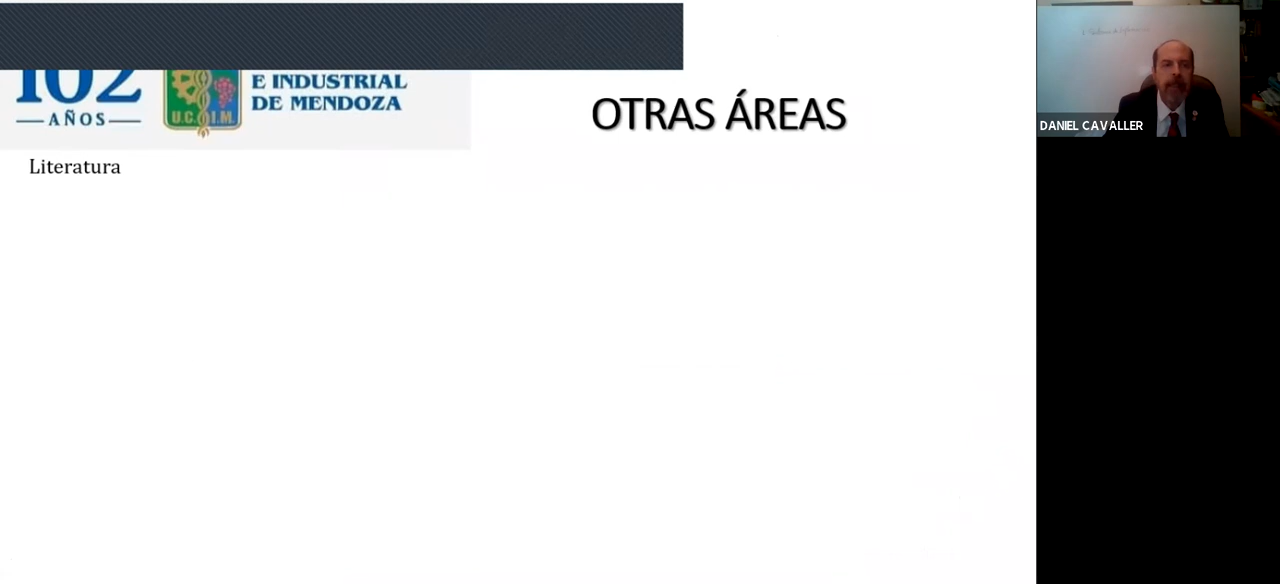 102
AÑOS
U.C.I.M.
E INDUSTRIAL
DE MENDOZA
OTRAS ÁREAS
Literatura
DANIEL CAVALLER